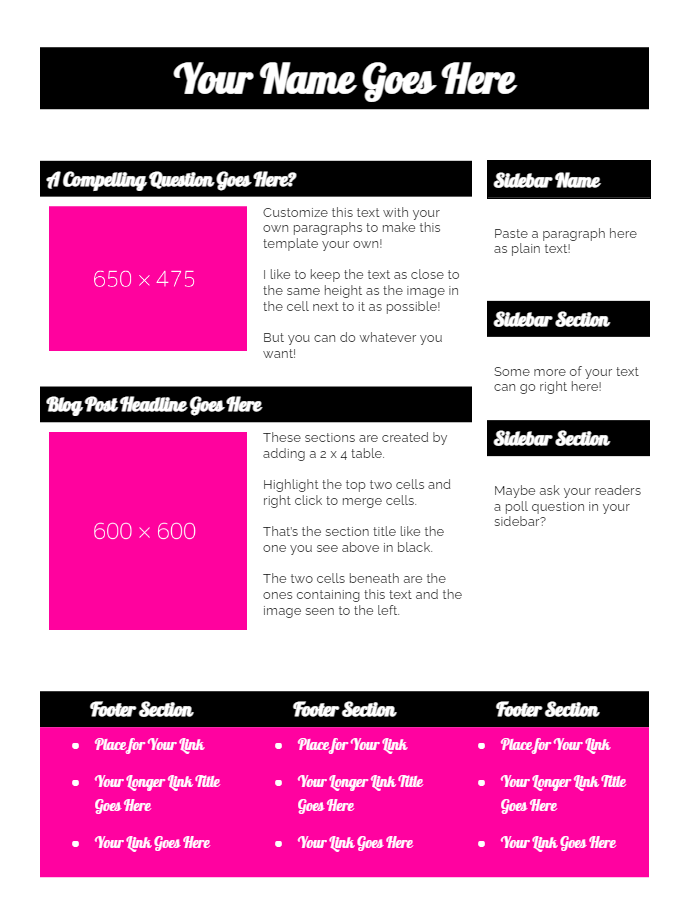 Your Name Goes Here
A Compelling Question Goes Here?
650 × 475
Customize this text with your
own paragraphs to make this
template your own!
I like to keep the text as close to
the same height as the image in
the cell next to it as possible!
But you can do whatever you
want!
Blog Post Headline Goes Here
600 × 600
These sections are created by
adding a 2 x 4 table.
Highlight the top two cells and
right click to merge cells.
That's the section title like the
one you see above in black.
The two cells beneath are the
ones containing this text and the
image seen to the left.
Sidebar Name
Paste a paragraph here
as plain text!
Sidebar Section
Some more of your text
can go right here!
Sidebar Section
Maybe ask your readers
a poll question in your
sidebar?
Footer Section
Place for Your Link
Your Longer Link Title
Goes Here
Your Link Goes Here
Footer Section
Place for Your Link
Your Longer Link Title
Goes Here
Your Link Goes Here
Footer Section
Place for Your Link
Your Longer Link Title
Goes Here
Your Link Goes Here